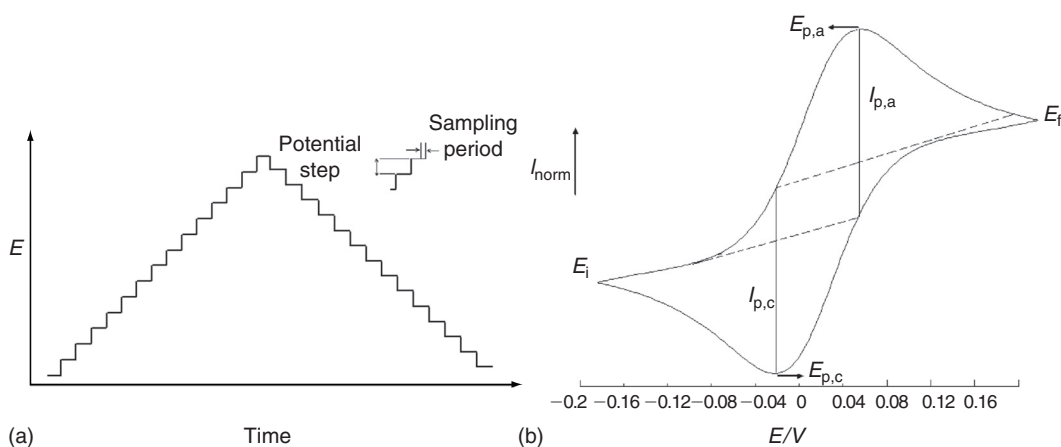 Potential
step
Sampling
period
E
(a)
Time
E_p,a
I_p,a
E_f
I_norm
E_i
I_p,c
E_p,c
−0.2 −0.16 −0.12 −0.08 −0.04 0 0.04 0.08 0.12 0.16
(b)
E/V